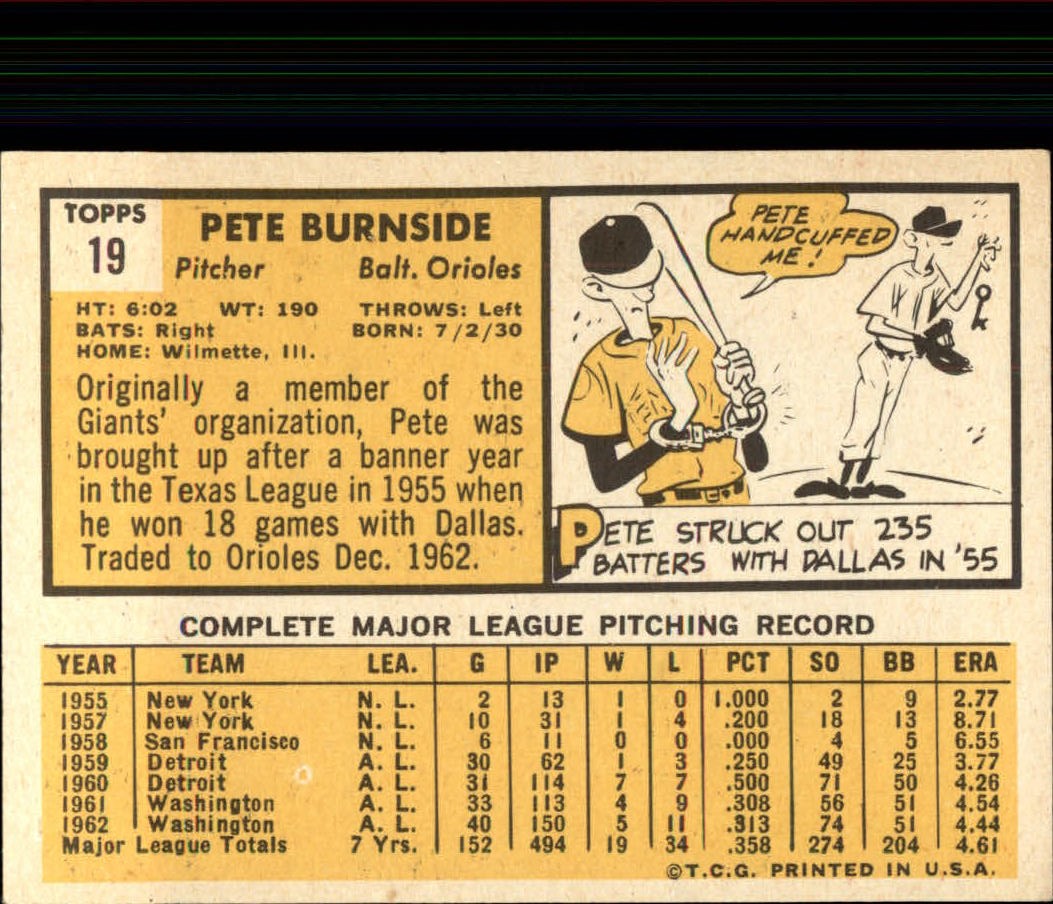 TOPPS
19
PETE BURNSIDE
Pitcher Balt. Orioles
HT: 6:02 WT: 190 THROWS: Left
BATS: Right BORN: 7/2/30
HOME: Wilmette, Ill.
Originally a member of the
Giants' organization, Pete was
brought up after a banner year
in the Texas League in 1955 when
he won 18 games with Dallas.
Traded to Orioles Dec. 1962.
PETE
HANDCUFFED
ME!
PETE STRUCK OUT 235
BATTERS WITH DALLAS IN '55
COMPLETE MAJOR LEAGUE PITCHING RECORD
YEAR TEAM LEA. G IP W L PCT SO BB ERA
1955 New York N. L. 2 13 1 0 1.000 2 9 2.77
1957 New York N. L. 10 31 1 4 .200 18 13 8.71
1958 San Francisco N. L. 6 11 0 0 .000 4 5 6.55
1959 Detroit A. L. 30 62 1 3 .250 49 25 3.77
1960 Detroit A. L. 31 114 7 7 .500 71 50 4.26
1961 Washington A. L. 33 113 4 9 .308 56 51 4.54
1962 Washington A. L. 40 150 5 11 .313 74 51 4.44
Major League Totals 7 Yrs. 152 494 19 34 .358 274 204 4.61
©T.C.G. PRINTED IN U.S.A.